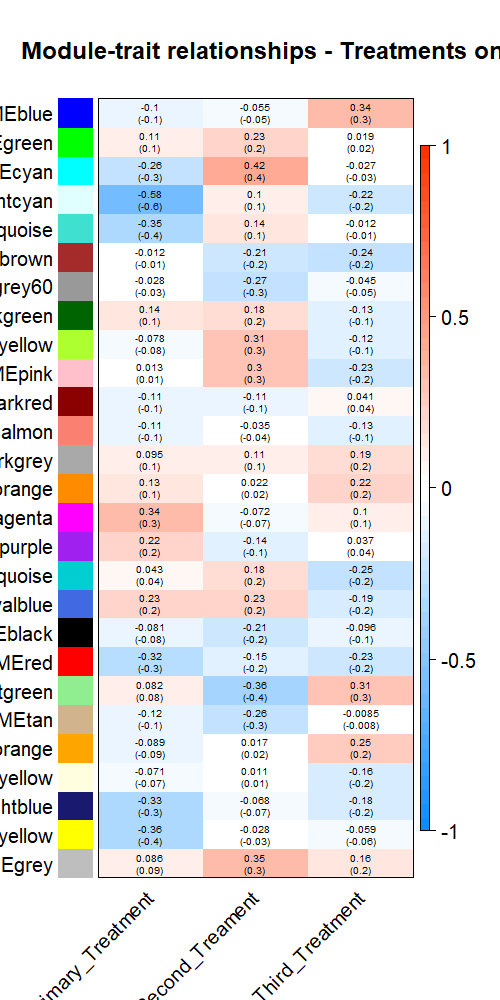 Module-trait relationships - Treatments on
MEblue -0.1 -0.055 0.34
(-0.1) (-0.05) (0.3)
Egreen 0.11 0.23 0.019
(0.1) (0.2) (0.02)
Ecyan -0.26 0.42 -0.027
(-0.3) (0.4) (-0.03)
htcyan -0.58 0.1 -0.22
(-0.6) (0.1) (-0.2)
quoise -0.35 0.14 -0.012
(-0.4) (0.1) (-0.01)
brown -0.012 -0.21 -0.24
(-0.01) (-0.2) (-0.2)
grey60 -0.028 -0.27 -0.045
(-0.03) (-0.3) (-0.05)
kgreen 0.14 0.18 -0.13
(0.1) (0.2) (-0.1)
yellow -0.078 0.31 -0.12
(-0.08) (0.3) (-0.1)
MEpink 0.013 0.3 -0.23
(0.01) (0.3) (-0.2)
arkred -0.11 -0.11 0.041
(-0.1) (-0.1) (0.04)
almon -0.11 -0.035 -0.13
(-0.1) (-0.04) (-0.1)
rkgrey 0.095 0.11 0.19
(0.1) (0.1) (0.2)
orange 0.13 0.022 0.22
(0.1) (0.02) (0.2)
agenta 0.34 -0.072 0.1
(0.3) (-0.07) (0.1)
purple 0.22 -0.14 0.037
(0.2) (-0.1) (0.04)
quoise 0.043 0.18 -0.25
(0.04) (0.2) (-0.2)
yalblue 0.23 0.23 -0.19
(0.2) (0.2) (-0.2)
Eblack -0.081 -0.21 -0.096
(-0.08) (-0.2) (-0.1)
MEred -0.32 -0.15 -0.23
(-0.3) (-0.2) (-0.2)
tgreen 0.082 -0.36 0.31
(0.08) (-0.4) (0.3)
MEtan -0.12 -0.26 -0.0085
(-0.1) (-0.3) (-0.008)
orange -0.089 0.017 0.25
(-0.09) (0.02) (0.2)
yellow -0.071 0.011 -0.16
(-0.07) (0.01) (-0.2)
htblue -0.33 -0.068 -0.18
(-0.3) (-0.07) (-0.2)
yellow -0.36 -0.028 -0.059
(-0.4) (-0.03) (-0.06)
Egrey 0.086 0.35 0.16
(0.09) (0.3) (0.2)
1
0.5
0
-0.5
-1
imary_Treatment
Second_Treament
Third_Treatment